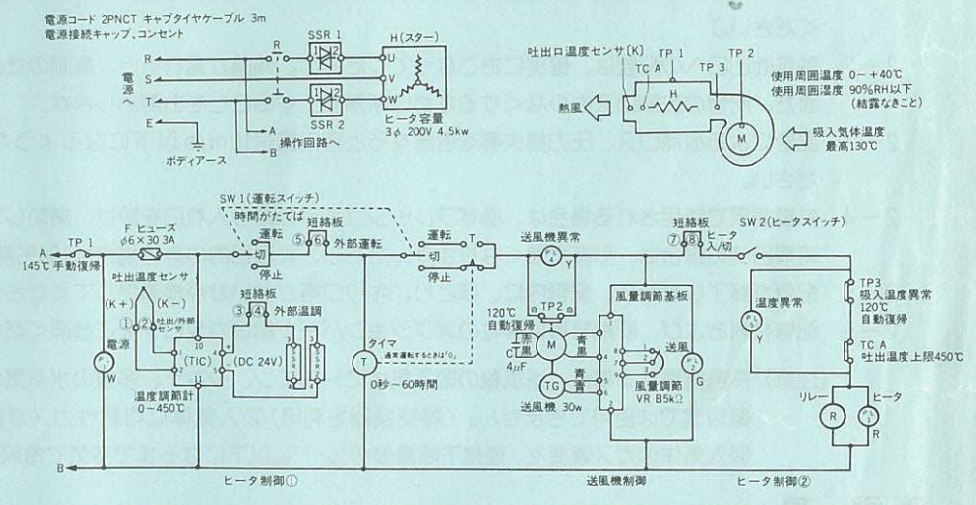 電源コード 2PNCT キャブタイヤケーブル 3m
電源接続キャップ、コンセント
SSR 1
H(スター)
R
R
S
T
E
電源
U
V
W
SSR 2
ヒータ容量
3φ 200V 4.5kw
A
B
操作回路へ
ボディアース
吐出口温度センサ(K)
TP 1
TP 2
TC A
TP 3
H
M
熱風
使用周囲温度 0〜+40℃
使用周囲湿度 90%RH以下
(結露なきこと)
吸入気体温度
最高130℃
SW 1(運転スイッチ)
時間がたてば
F ヒューズ
φ6×30 3A
A
TP 1
145℃ 手動復帰
運転
切
停止
短絡板
⑤
⑥
外部運転
運転
切
停止
T
送風機異常
Y
短絡板
⑦
⑧
ヒータ
入/切
SW 2(ヒータスイッチ)
吐出温度センサ
(K+)
(K−)
①
②
吐出/外部
センサ
電源
W
(TIC)
10
11
温度調節計
0〜450℃
短絡板
③
④
外部温調
(DC 24V)
SSR1
SSR2
タイマ
T
連続運転するときは「0」
0秒〜60時間
TP2
120℃
自動復帰
赤
黒
C
4μF
M
青
黒
TG
青
青
送風機 30w
風量調節基板
送風
風量調節
VR B5kΩ
温度異常
Y
TP3
吸入温度異常
120℃
自動復帰
TC A
吐出温度上限450℃
リレー
ヒータ
R
R
B
ヒータ制御①
送風機制御
ヒータ制御②